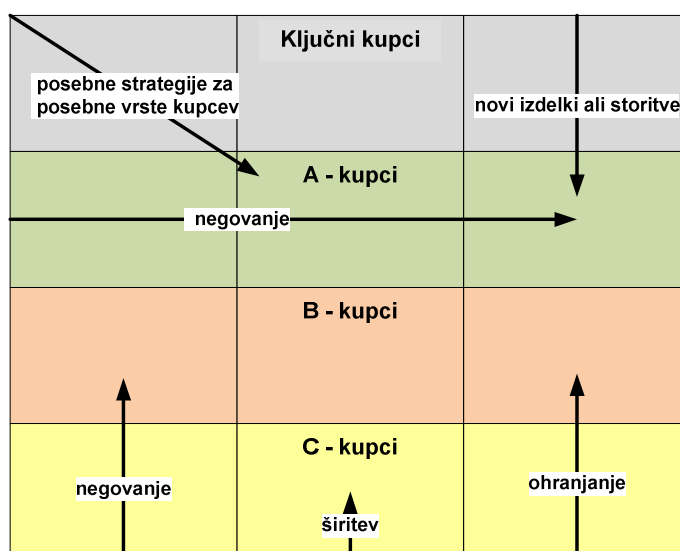 Ključni kupci
posebne strategije za
posebne vrste kupcev
novi izdelki ali storitve
A - kupci
negovanje
B - kupci
C - kupci
negovanje
ohranjanje
širitev